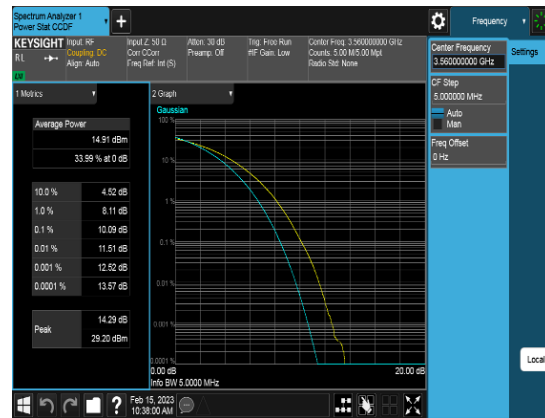 Spectrum Analyzer 1
Power Stat CCDF
Frequency
KEYSIGHT
Input: RF
Coupling: DC
Align: Auto
Input Z: 50 Ω
Corr CCorr
Freq Ref: Int (S)
Atten: 30 dB
Preamp: Off
Trig: Free Run
#IF Gain: Low
Center Freq: 3.560000000 GHz
Counts: 5.00 M/5.00 Mpt
Radio Std: None
R L
Center Frequency
3.560000000 GHz
Settings
CF Step
5.000000 MHz
Auto
Man
Freq Offset
0 Hz
1 Metrics
Average Power
14.91 dBm
33.99 % at 0 dB
10.0 % 4.52 dB
1.0 % 8.11 dB
0.1 % 10.09 dB
0.01 % 11.51 dB
0.001 % 12.52 dB
0.0001 % 13.57 dB
Peak
14.29 dB
29.20 dBm
2 Graph
Gaussian
100 %
10 %
1 %
0.1 %
0.01 %
0.001 %
0.0001 %
0.00 dB
20.00 dB
Info BW 5.0000 MHz
Local
Feb 15, 2023
10:38:00 AM